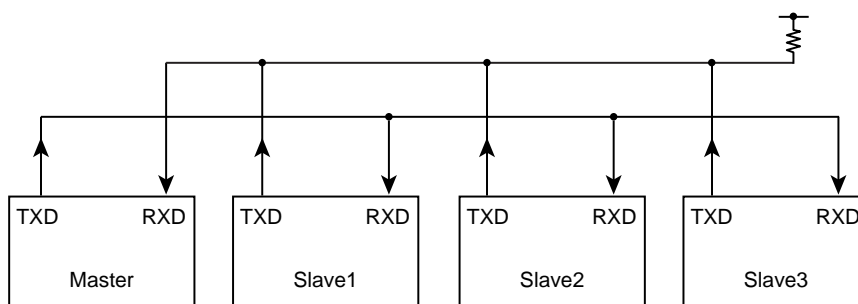 TXD RXD TXD RXD TXD RXD TXD RXD
Master Slave1 Slave2 Slave3